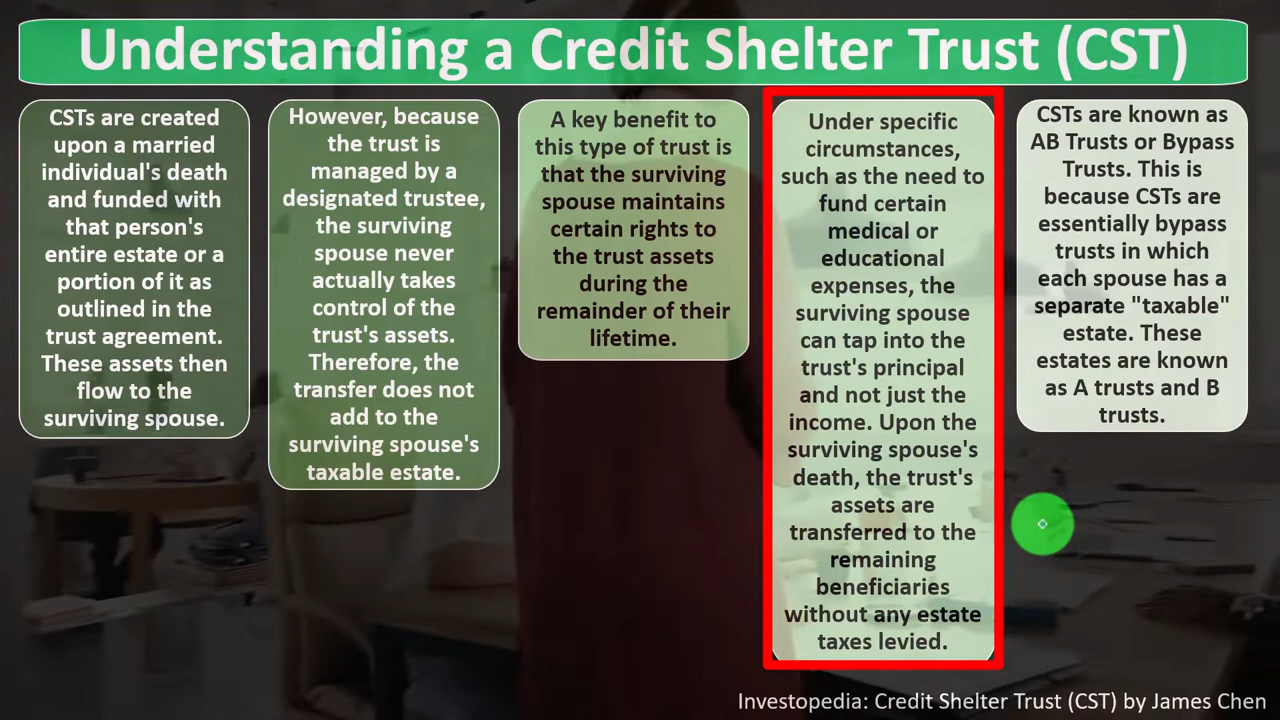 Understanding a Credit Shelter Trust (CST)
CSTs are created
upon a married
individual's death
and funded with
that person's
entire estate or a
portion of it as
outlined in the
trust agreement.
These assets then
flow to the
surviving spouse.
However, because
the trust is
managed by a
designated trustee,
the surviving
spouse never
actually takes
control of the
trust's assets.
Therefore, the
transfer does not
add to the
surviving spouse's
taxable estate.
A key benefit to
this type of trust is
that the surviving
spouse maintains
certain rights to
the trust assets
during the
remainder of their
lifetime.
Under specific
circumstances,
such as the need to
fund certain
medical or
educational
expenses, the
surviving spouse
can tap into the
trust's principal
and not just the
income. Upon the
surviving spouse's
death, the trust's
assets are
transferred to the
remaining
beneficiaries
without any estate
taxes levied.
CSTs are known as
AB Trusts or Bypass
Trusts. This is
because CSTs are
essentially bypass
trusts in which
each spouse has a
separate "taxable"
estate. These
estates are known
as A trusts and B
trusts.
Investopedia: Credit Shelter Trust (CST) by James Chen